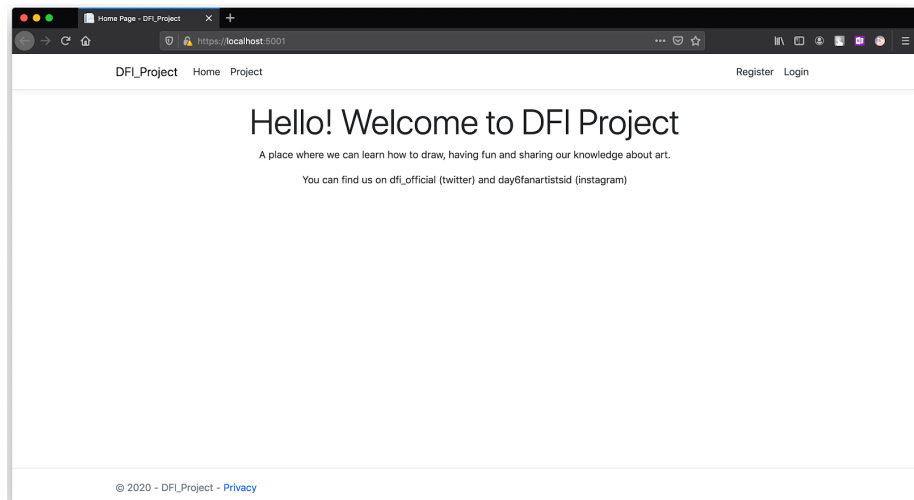 Home Page - DFI_Project
https://localhost:5001
DFI_Project Home Project Register Login
Hello! Welcome to DFI Project
A place where we can learn how to draw, having fun and sharing our knowledge about art.
You can find us on dfi_official (twitter) and day6fanartistsid (instagram)
© 2020 - DFI_Project - Privacy